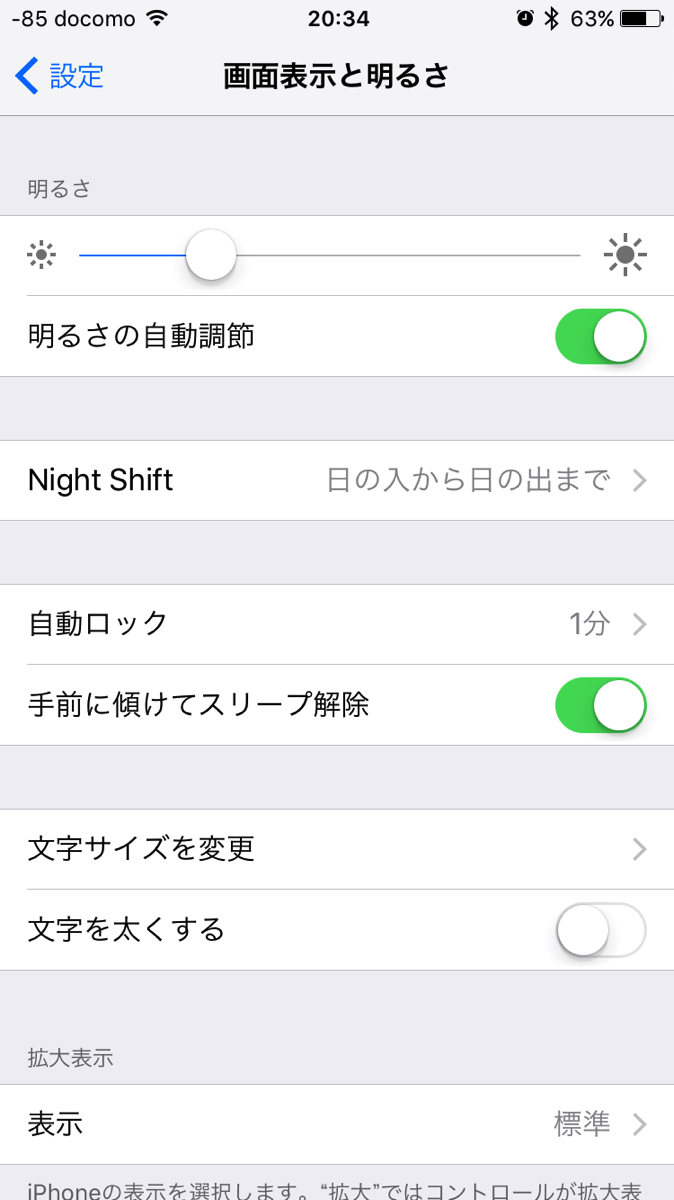 -85 docomo 20:34 63%
設定 画面表示と明るさ
明るさ
明るさの自動調節
Night Shift 日の入から日の出まで
自動ロック 1分
手前に傾けてスリープ解除
文字サイズを変更
文字を太くする
拡大表示
表示 標準
iPhoneの表示を選択します。“拡大”ではコントロールが拡大表